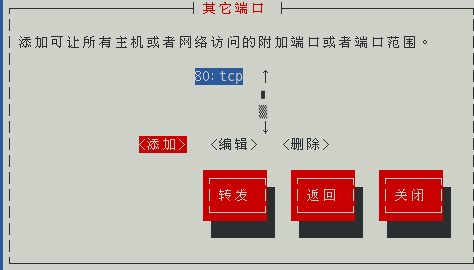 其它端口
添加可让所有主机或者网络访问的附加端口或者端口范围。
80:tcp ↑
↓
<添加> <编辑> <删除>
转发 返回 关闭